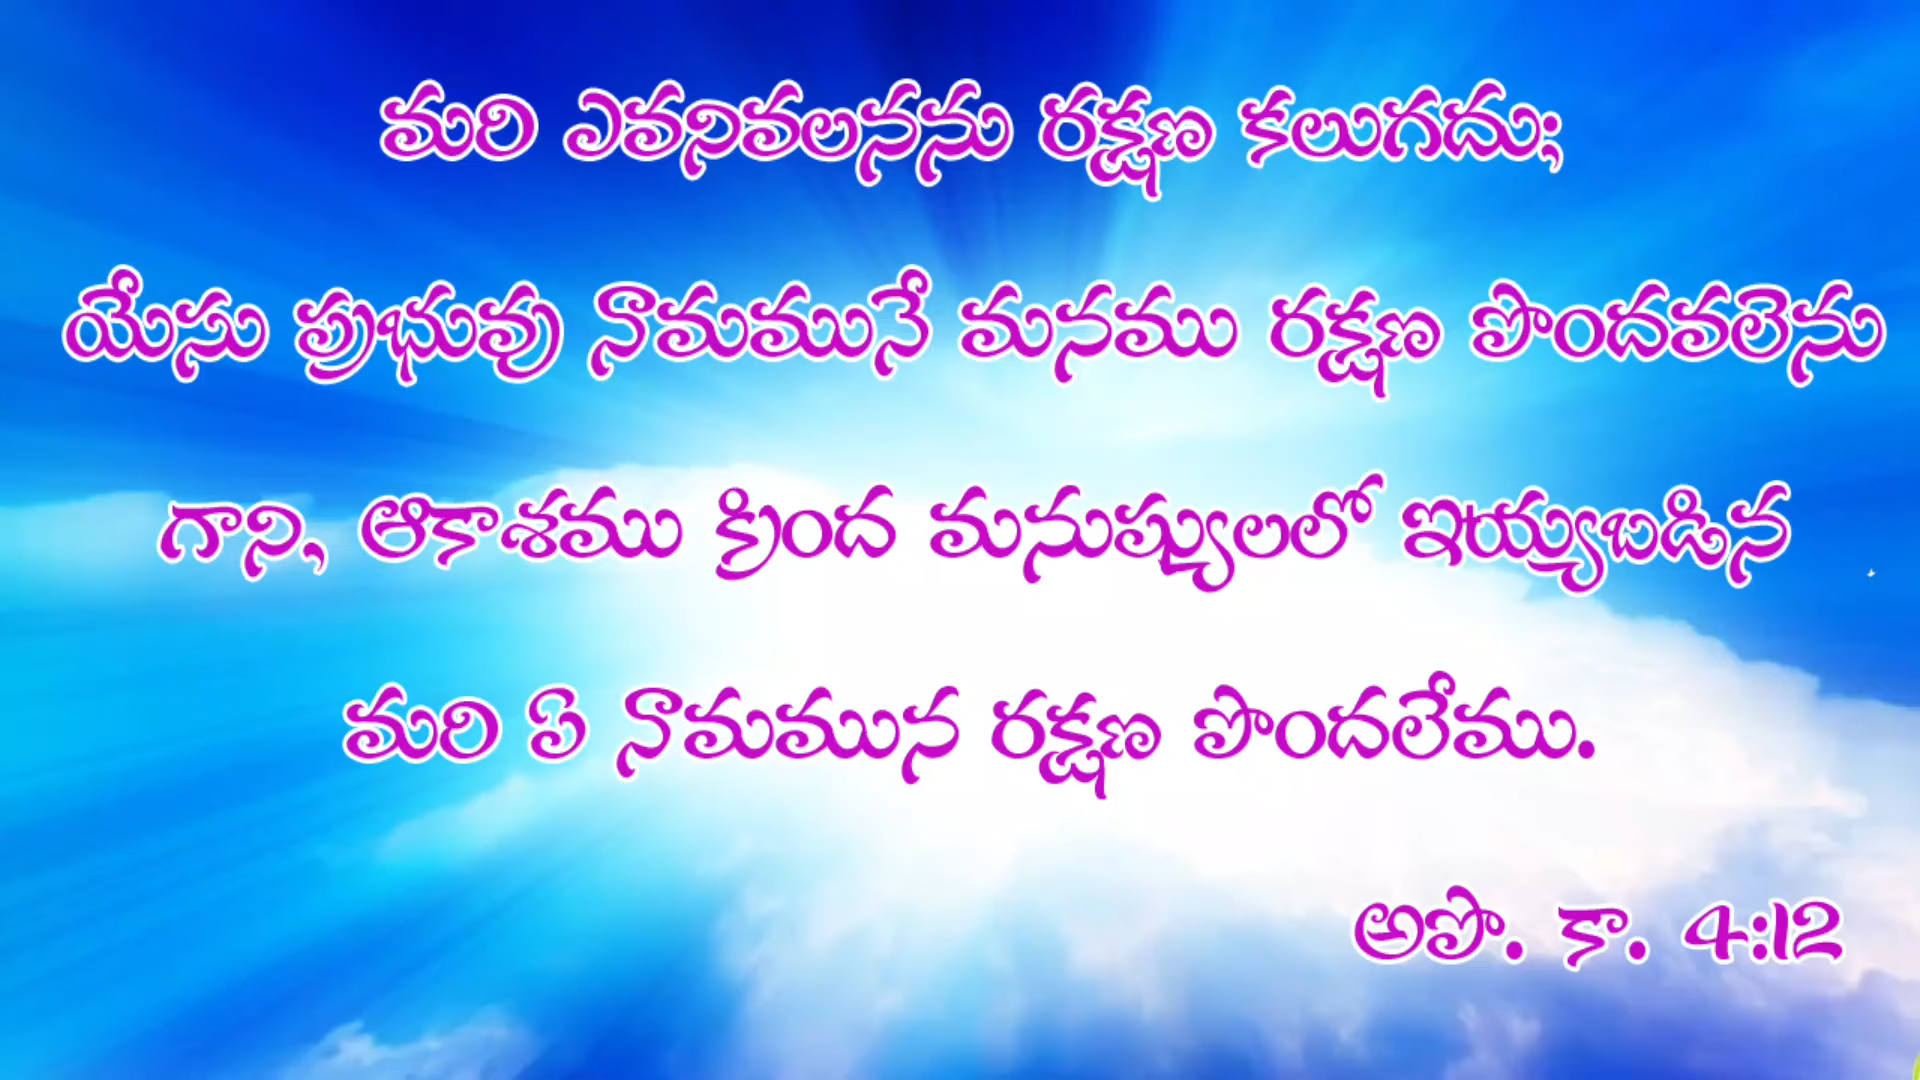 మరి ఎవనివలనను రక్షణ కలుగదు;
యేసు ప్రభువు నామమునే మనము రక్షణ పొందవలెను
గాని, ఆకాశము క్రింద మనుష్యులలో ఇయ్యబడిన
మరి ఏ నామమున రక్షణ పొందలేము.
అపొ. కా. 4:12